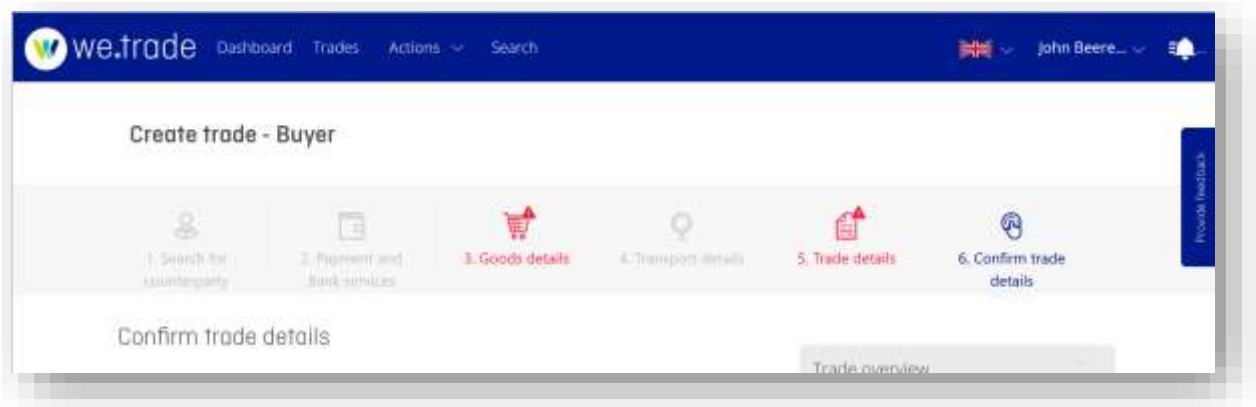 we.trade Dashboard Trades Actions Search John Beere...
Create trade - Buyer
Provide feedback
1. Search for
counterparty
2. Payment and
Bank services
3. Goods details
4. Transport details
5. Trade details
6. Confirm trade
details
Confirm trade details
Trade overview